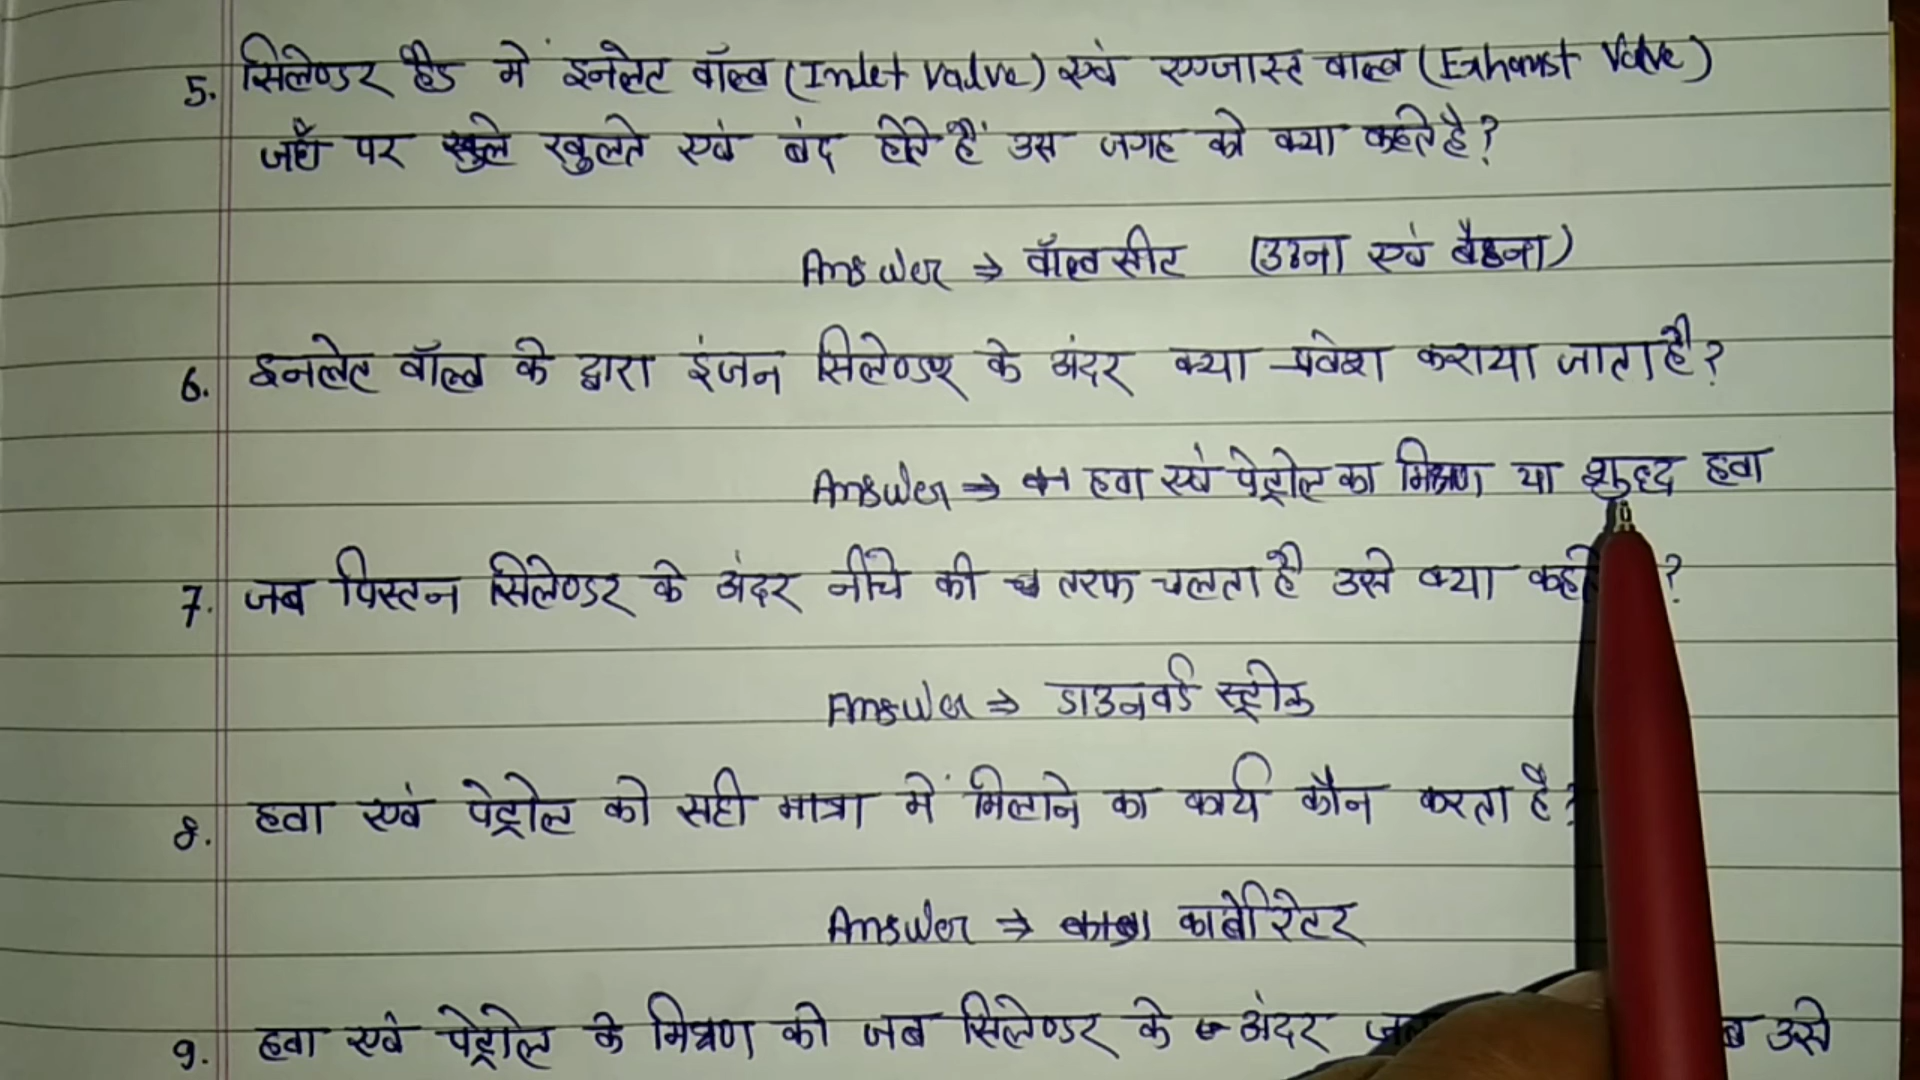 5. सिलेण्डर हैड में इनलेट वॉल्व (Inlet Valve) एवं एग्जास्ट वाल्व (Exhaust Valve)
जहाँ पर खुलते एवं बंद होते हैं उस जगह को क्या कहते है?
Answer ⇒ वॉल्व सीट (उठना एवं बैठना)
6. इनलेट वॉल्व के द्वारा इंजन सिलेण्डर के अंदर क्या प्रवेश कराया जाता है?
Answer ⇒ हवा एवं पेट्रोल का मिश्रण या शुद्ध हवा
7. जब पिस्टन सिलेण्डर के अंदर नीचे की तरफ चलता है उसे क्या ?
Answer ⇒ डाउनवर्ड स्ट्रोक
8. हवा एवं पेट्रोल को सही मात्रा में मिलाने का कार्य कौन करता है?
Answer ⇒ कार्बोरेटर
9. हवा एवं पेट्रोल के मिश्रण को जब सिलेण्डर के अंदर उसे